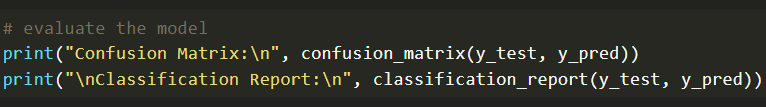 # evaluate the model
print("Confusion Matrix:\n", confusion_matrix(y_test, y_pred))
print("\nClassification Report:\n", classification_report(y_test, y_pred))